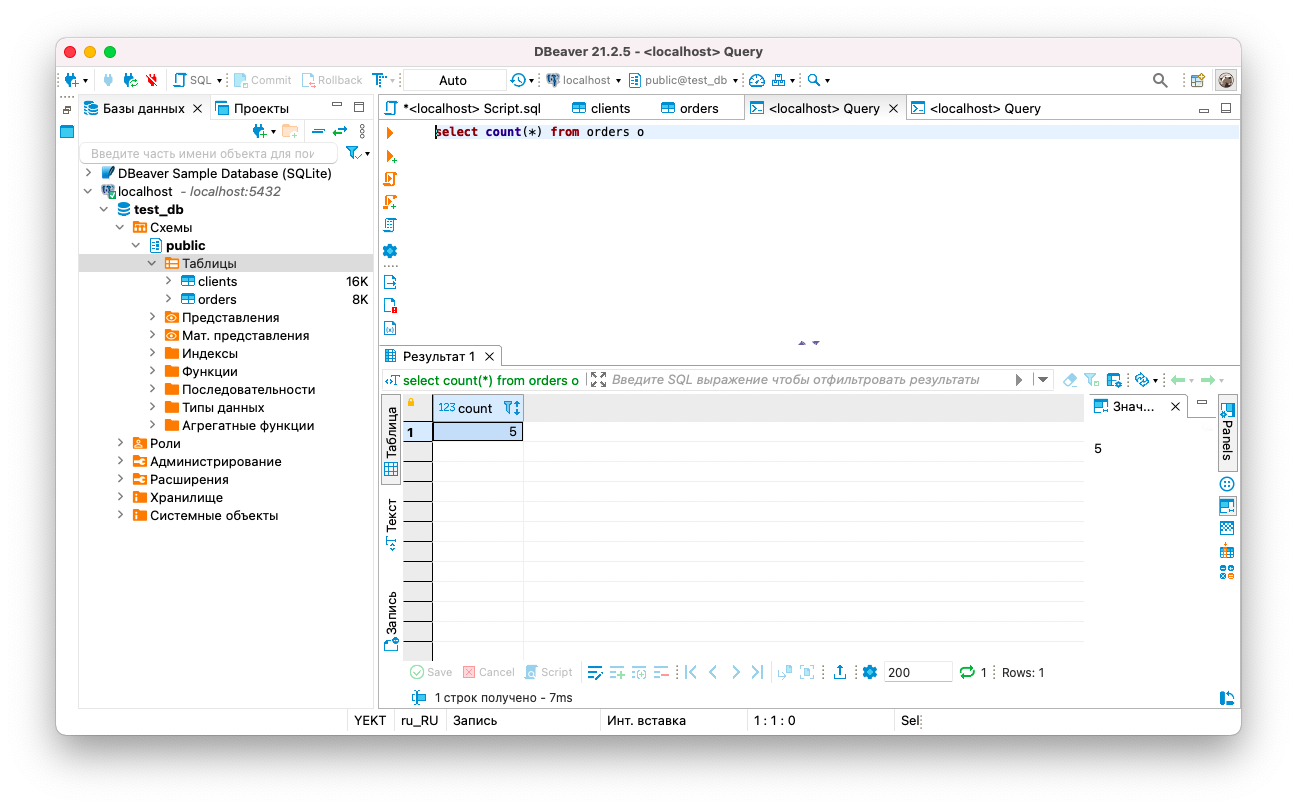 DBeaver 21.2.5 - <localhost> Query
SQL
Commit
Rollback
Auto
localhost
public@test_db
Базы данных
Проекты
Введите часть имени объекта для пои
DBeaver Sample Database (SQLite)
localhost - localhost:5432
test_db
Схемы
public
Таблицы
clients 16K
orders 8K
Представления
Мат. представления
Индексы
Функции
Последовательности
Типы данных
Агрегатные функции
Роли
Администрирование
Расширения
Хранилище
Системные объекты
*<localhost> Script.sql
clients
orders
<localhost> Query
<localhost> Query
select count(*) from orders o
Результат 1
select count(*) from orders o
Введите SQL выражение чтобы отфильтровать результаты
Таблица
Текст
Запись
123 count
1 5
Знач...
5
Panels
Save
Cancel
Script
200
1
Rows: 1
1 строк получено - 7ms
YEKT
ru_RU
Запись
Инт. вставка
1 : 1 : 0
Sel